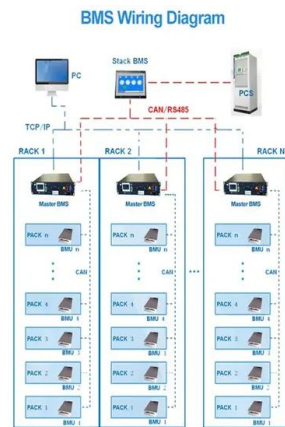 BMS Wiring Diagram
Stack BMS
PC
PCS
CAN/RS485
TCP/IP
RACK 1
RACK 2
RACK N
Master BMS
Master BMS
Master BMS
PACK n
BMU n
PACK n
BMU n
PACK n
BMU n
CAN
CAN
CAN
PACK 4
BMU 4
PACK 4
BMU 4
PACK 4
BMU 4
PACK 3
BMU 3
PACK 3
BMU 3
PACK 3
BMU 3
PACK 2
BMU 2
PACK 2
BMU 2
PACK 2
BMU 2
PACK 1
BMU 1
PACK 1
BMU 1
PACK 1
BMU 1